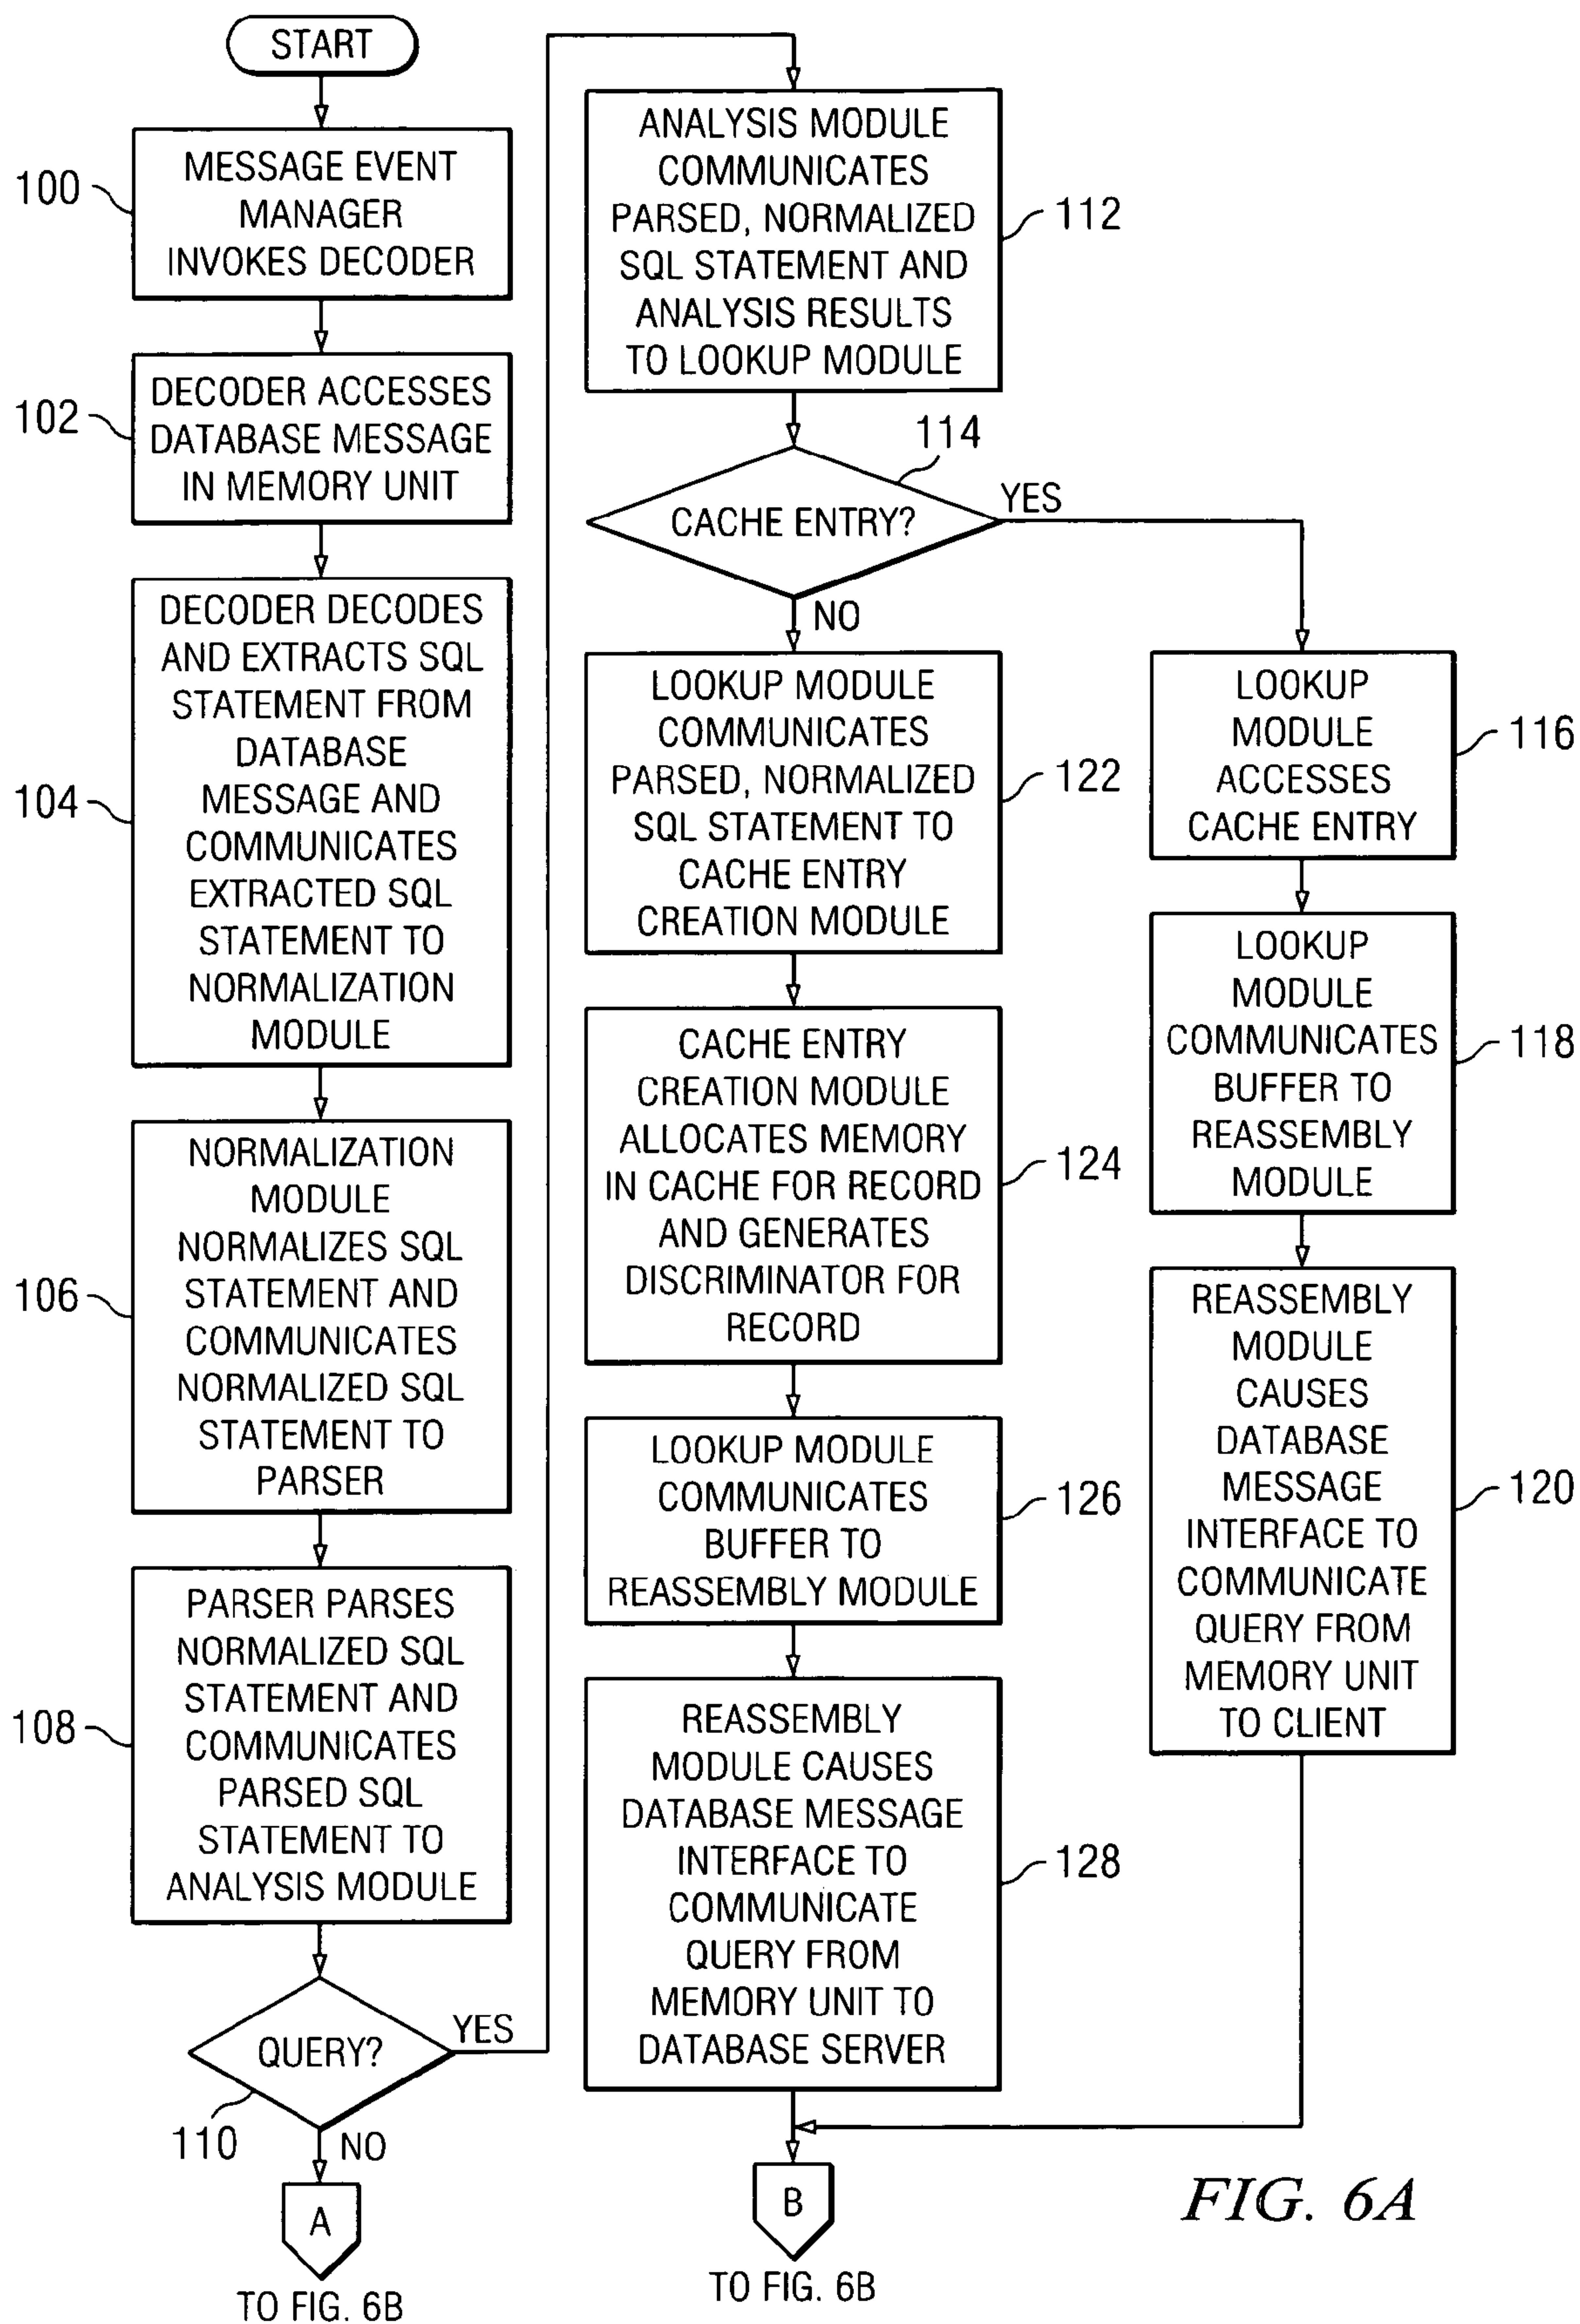 START
100
MESSAGE EVENT
MANAGER
INVOKES DECODER
102
DECODER ACCESSES
DATABASE MESSAGE
IN MEMORY UNIT
104
DECODER DECODES
AND EXTRACTS SQL
STATEMENT FROM
DATABASE
MESSAGE AND
COMMUNICATES
EXTRACTED SQL
STATEMENT TO
NORMALIZATION
MODULE
106
NORMALIZATION
MODULE
NORMALIZES SQL
STATEMENT AND
COMMUNICATES
NORMALIZED SQL
STATEMENT TO
PARSER
108
PARSER PARSES
NORMALIZED SQL
STATEMENT AND
COMMUNICATES
PARSED SQL
STATEMENT TO
ANALYSIS MODULE
QUERY?
YES
110
NO
A
TO FIG. 6B
ANALYSIS MODULE
COMMUNICATES
PARSED, NORMALIZED
SQL STATEMENT AND
ANALYSIS RESULTS
TO LOOKUP MODULE
112
114
CACHE ENTRY?
YES
NO
LOOKUP MODULE
COMMUNICATES
PARSED, NORMALIZED
SQL STATEMENT TO
CACHE ENTRY
CREATION MODULE
122
CACHE ENTRY
CREATION MODULE
ALLOCATES MEMORY
IN CACHE FOR RECORD
AND GENERATES
DISCRIMINATOR FOR
RECORD
124
LOOKUP MODULE
COMMUNICATES
BUFFER TO
REASSEMBLY MODULE
126
REASSEMBLY
MODULE CAUSES
DATABASE MESSAGE
INTERFACE TO
COMMUNICATE
QUERY FROM
MEMORY UNIT TO
DATABASE SERVER
128
B
TO FIG. 6B
LOOKUP
MODULE
ACCESSES
CACHE ENTRY
116
LOOKUP
MODULE
COMMUNICATES
BUFFER TO
REASSEMBLY
MODULE
118
REASSEMBLY
MODULE
CAUSES
DATABASE
MESSAGE
INTERFACE TO
COMMUNICATE
QUERY FROM
MEMORY UNIT
TO CLIENT
120
FIG. 6A